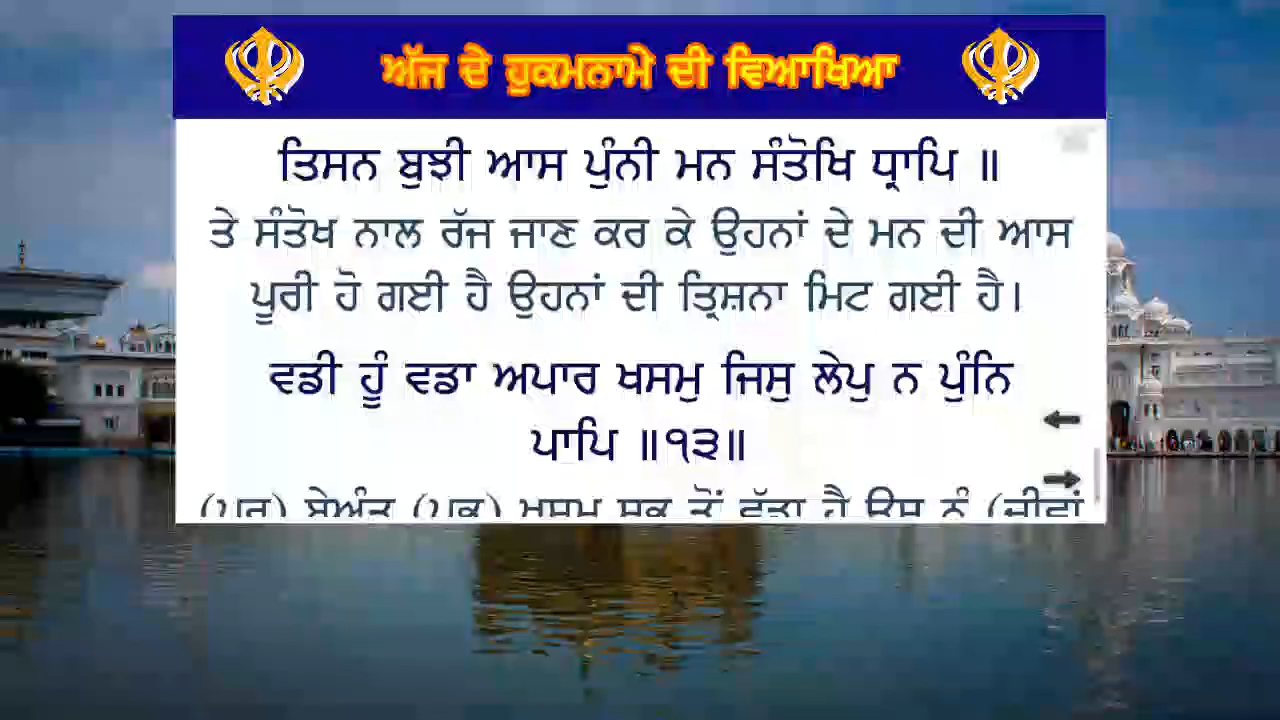 ਅੱਜ ਦੇ ਹੁਕਮਨਾਮੇ ਦੀ ਵਿਆਖਿਆ
ਤਿਸਨ ਬੁਝੀ ਆਸ ਪੁੰਨੀ ਮਨ ਸੰਤੋਖਿ ਧ੍ਰਾਪਿ ॥
ਤੇ ਸੰਤੋਖ ਨਾਲ ਰੱਜ ਜਾਣ ਕਰ ਕੇ ਉਹਨਾਂ ਦੇ ਮਨ ਦੀ ਆਸ
ਪੂਰੀ ਹੋ ਗਈ ਹੈ ਉਹਨਾਂ ਦੀ ਤ੍ਰਿਸ਼ਨਾ ਮਿਟ ਗਈ ਹੈ।
ਵਡੀ ਹੂੰ ਵਡਾ ਅਪਾਰ ਖਸਮੁ ਜਿਸੁ ਲੇਪੁ ਨ ਪੁੰਨਿ
ਪਾਪਿ ॥੧੩॥